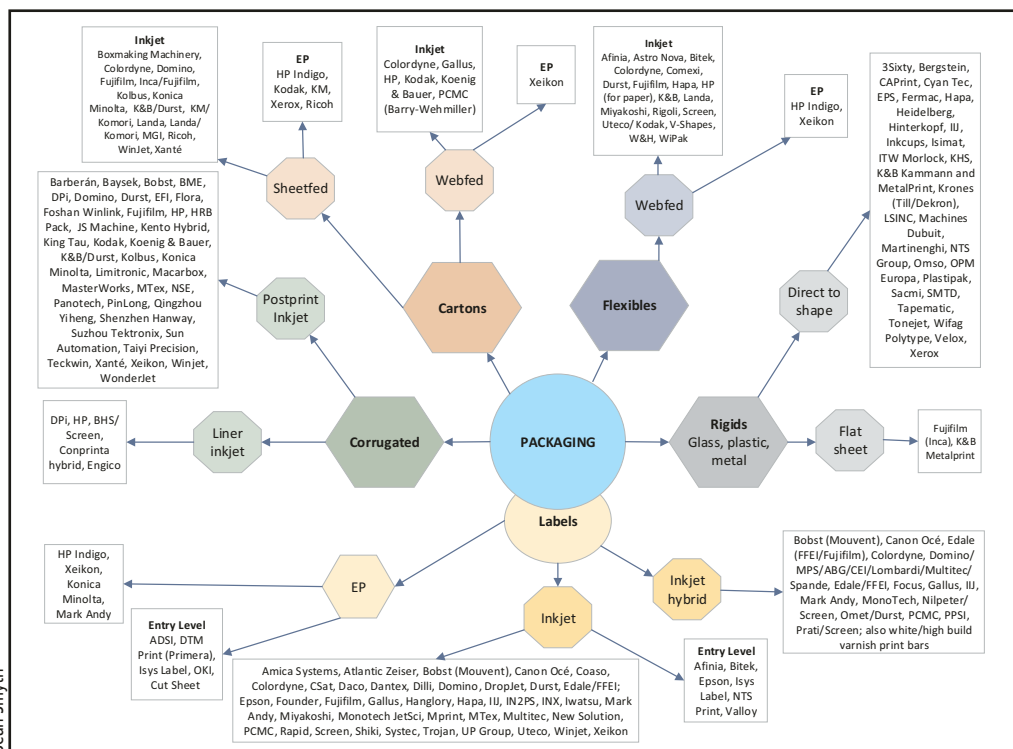 Inkjet
Boxmaking Machinery,
Colordyne, Domino,
Fujifilm, Inca/Fujifilm,
Kolbus, Konica
Minolta, K&B/Durst, KM/
Komori, Landa, Landa/
Komori, MGI, Ricoh,
WinJet, Xanté
EP
HP Indigo,
Kodak, KM,
Xerox, Ricoh
Inkjet
Colordyne, Gallus,
HP, Kodak, Koenig
& Bauer, PCMC
(Barry-Wehmiller)
EP
Xeikon
Inkjet
Afinia, Astro Nova, Bitek,
Colordyne, Comexi,
Durst, Fujifilm, Hapa, HP
(for paper), K&B, Landa,
Miyakoshi, Rigoli, Screen,
Uteco/ Kodak, V-Shapes,
W&H, WiPak
EP
HP Indigo,
Xeikon
3Sixty, Bergstein,
CAPrint, Cyan Tec,
EPS, Fermac, Hapa,
Heidelberg,
Hinterkopf, IIJ,
Inkcups, Isimat,
ITW Morlock, KHS,
K&B Kammann and
MetalPrint, Krones
(Till/Dekron),
LSINC, Machines
Dubuit,
Martinenghi, NTS
Group, Omso, OPM
Europa, Plastipak,
Sacmi, SMTD,
Tapematic,
Tonejet, Wifag
Polytype, Velox,
Xerox
Sheetfed
Webfed
Webfed
Barberán, Baysek, Bobst, BME,
DPi, Domino, Durst, EFI, Flora,
Foshan Winlink, Fujifilm, HP, HRB
Pack, JS Machine, Kento Hybrid,
King Tau, Kodak, Koenig & Bauer,
K&B/Durst, Kolbus, Konica
Minolta, Limitronic, Macarbox,
MasterWorks, MTex, NSE,
Panotech, PinLong, Qingzhou
Yiheng, Shenzhen Hanway,
Suzhou Tektronix, Sun
Automation, Taiyi Precision,
Teckwin, Xanté, Xeikon, Winjet,
WonderJet
Postprint
Inkjet
Cartons
Flexibles
Direct to
shape
DPi, HP, BHS/
Screen,
Conprinta
hybrid, Engico
Liner
inkjet
Corrugated
PACKAGING
Rigids
Glass, plastic,
metal
Flat
sheet
Fujifilm
(Inca), K&B
Metalprint
Labels
HP Indigo,
Xeikon,
Konica
Minolta,
Mark Andy
EP
Inkjet
Inkjet
hybrid
Bobst (Mouvent), Canon Océ, Edale
(FFEI/Fujifilm), Colordyne, Domino/
MPS/ABG/CEI/Lombardi/Multitec/
Spande, Edale/FFEI, Focus, Gallus, IIJ,
Mark Andy, MonoTech, Nilpeter/
Screen, Omet/Durst, PCMC, PPSI,
Prati/Screen; also white/high build
varnish print bars
Entry Level
ADSI, DTM
Print (Primera),
Isys Label, OKI,
Cut Sheet
Amica Systems, Atlantic Zeiser, Bobst (Mouvent), Canon Océ, Coaso,
Colordyne, CSat, Daco, Dantex, Dilli, Domino, DropJet, Durst, Edale/FFEI;
Epson, Founder, Fujifilm, Gallus, Hanglory, Hapa, IIJ, IN2PS, INX, Iwatsu, Mark
Andy, Miyakoshi, Monotech JetSci, Mprint, MTex, Multitec, New Solution,
PCMC, Rapid, Screen, Shiki, Systec, Trojan, UP Group, Uteco, Winjet, Xeikon
Entry Level
Afinia, Bitek,
Epson, Isys
Label, NTS
Print, Valloy